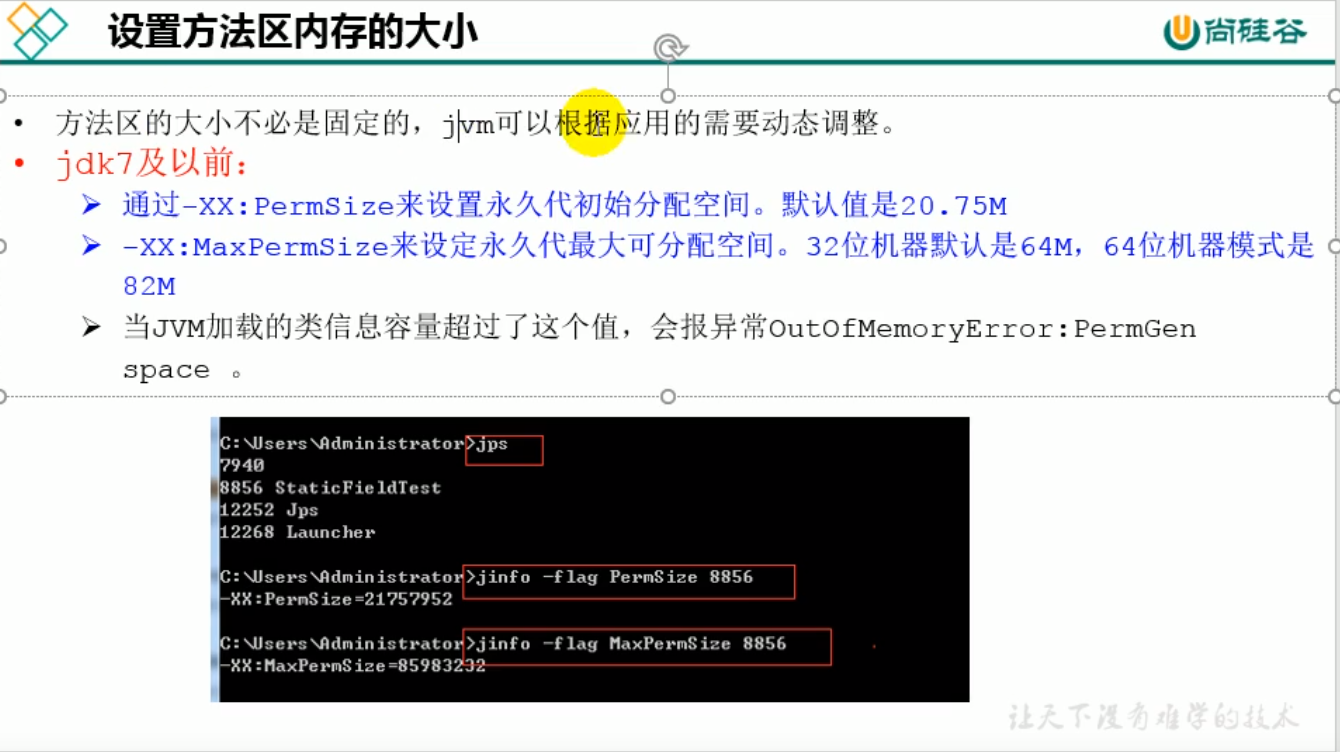 设置方法区内存的大小
尚硅谷
• 方法区的大小不必是固定的，jvm可以根据应用的需要动态调整。
• jdk7及以前：
➢ 通过-XX:PermSize来设置永久代初始分配空间。默认值是20.75M
➢ -XX:MaxPermSize来设定永久代最大可分配空间。32位机器默认是64M，64位机器模式是
82M
➢ 当JVM加载的类信息容量超过了这个值，会报异常OutOfMemoryError:PermGen
space 。
C:\Users\Administrator>jps
7940
8856 StaticFieldTest
12252 Jps
12268 Launcher
C:\Users\Administrator>jinfo -flag PermSize 8856
-XX:PermSize=21757952
C:\Users\Administrator>jinfo -flag MaxPermSize 8856
-XX:MaxPermSize=85983232
让天下没有难学的技术